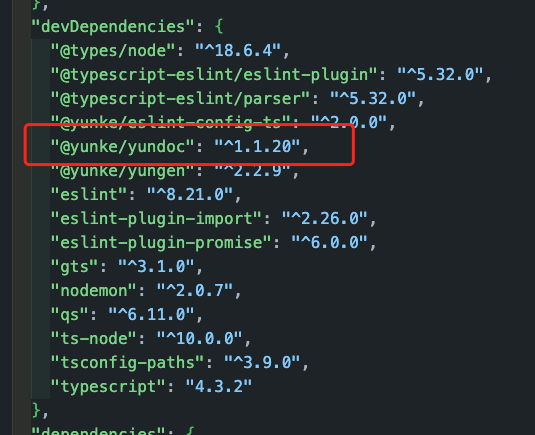 },
"devDependencies": {
"@types/node": "^18.6.4",
"@typescript-eslint/eslint-plugin": "^5.32.0",
"@typescript-eslint/parser": "^5.32.0",
"@yunke/eslint-config-ts": "^2.0.0",
"@yunke/yundoc": "^1.1.20",
"@yunke/yungen": "^2.2.9",
"eslint": "^8.21.0",
"eslint-plugin-import": "^2.26.0",
"eslint-plugin-promise": "^6.0.0",
"gts": "^3.1.0",
"nodemon": "^2.0.7",
"qs": "^6.11.0",
"ts-node": "^10.0.0",
"tsconfig-paths": "^3.9.0",
"typescript": "4.3.2"
},
"dependencies": {